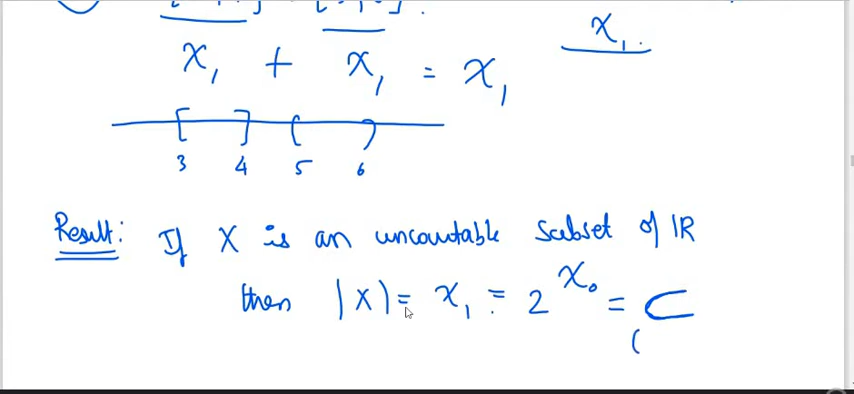 x₁ + x₁ = x₁
x₁.
3 4 5 6
Result: If X is an uncountable subset of IR
then |X| = x₁ = 2^x₀ = C
(